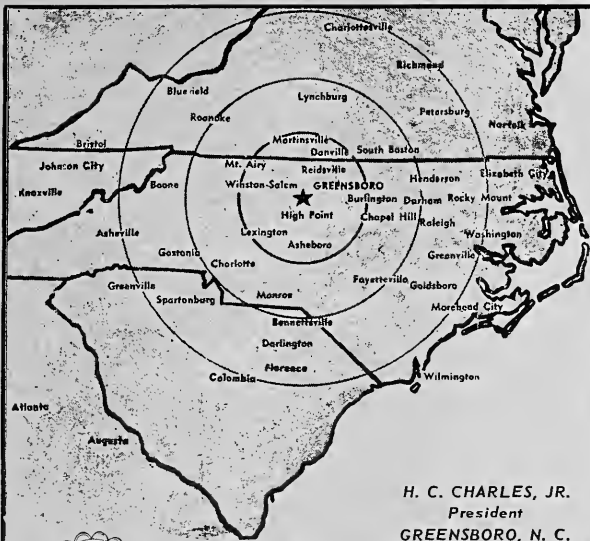 Charlottesville
Richmond
Bluefield
Lynchburg
Roanoke
Petersburg
Norfolk
Martinsville
Bristol
Danville South Boston
Johnson City
Mt. Airy
Reidsville
Henderson
Elizabeth City
Knoxville
Boone
Winston-Salem
GREENSBORO
Burlington
Durham
Rocky Mount
High Point
Chapel Hill
Raleigh
Asheville
Lexington
Washington
Asheboro
Gastonia
Charlotte
Greenville
Greenville
Fayetteville
Goldsboro
Spartanburg
Monroe
Morehead City
Bennettsville
Darlington
Florence
Colombia
Wilmington
Atlanta
Augusta
H. C. CHARLES, JR.
President
GREENSBORO, N. C.